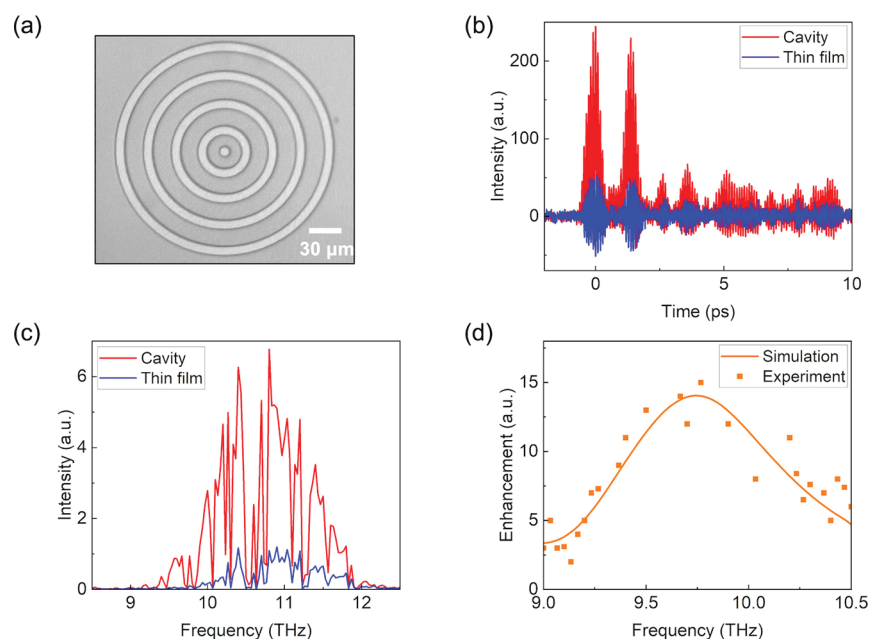 (a)
30 µm
(b)
Cavity
Thin film
200
100
0
Intensity (a.u.)
0
5
10
Time (ps)
(c)
Cavity
Thin film
6
4
2
0
Intensity (a.u.)
9
10
11
12
Frequency (THz)
(d)
Simulation
Experiment
15
10
5
0
Enhancement (a.u.)
9.0
9.5
10.0
10.5
Frequency (THz)